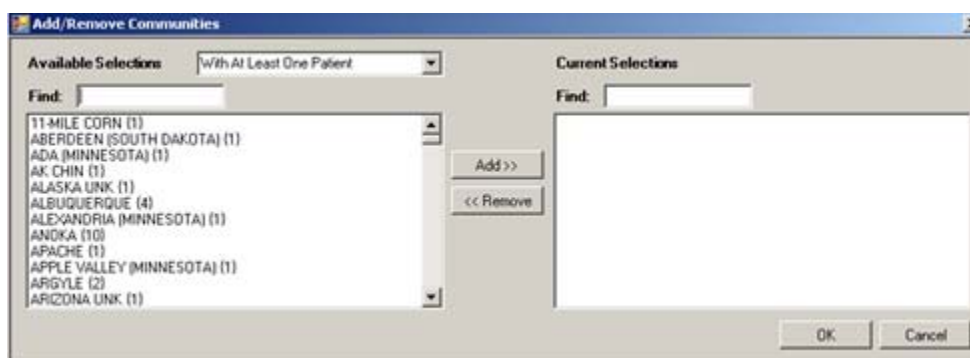 Add/Remove Communities
Available Selections With At Least One Patient Current Selections
Find: Find:
11-MILE CORN (1)
ABERDEEN (SOUTH DAKOTA) (1)
ADA (MINNESOTA) (1)
AK CHIN (1)
ALASKA UNK (1)
ALBUQUERQUE (4)
ALEXANDRIA (MINNESOTA) (1)
ANOKA (10)
APACHE (1)
APPLE VALLEY (MINNESOTA) (1)
ARGYLE (2)
ARIZONA UNK (1)
Add >>
<< Remove
OK Cancel